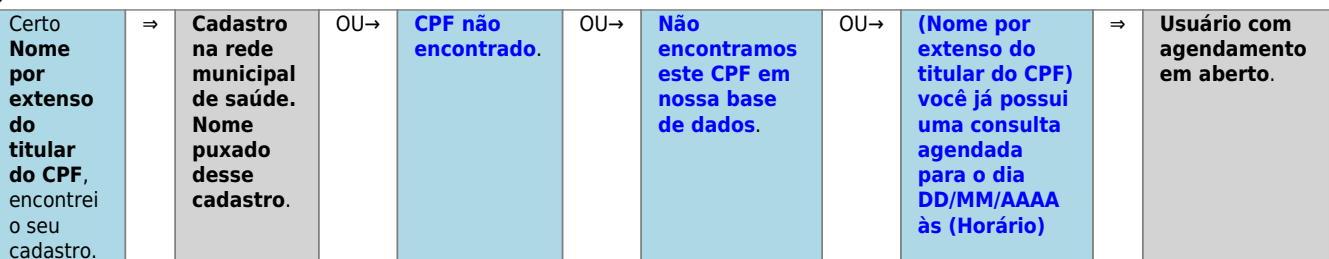 Certo
Nome
por
extenso
do
titular
do CPF,
encontrei
o seu
cadastro.
⇒
Cadastro
na rede
municipal
de saúde.
Nome
puxado
desse
cadastro.
OU→
CPF não
encontrado.
OU→
Não
encontramos
este CPF em
nossa base
de dados.
OU→
(Nome por
extenso do
titular do CPF)
você já possui
uma consulta
agendada
para o dia
DD/MM/AAAA
às (Horário)
⇒
Usuário com
agendamento
em aberto.